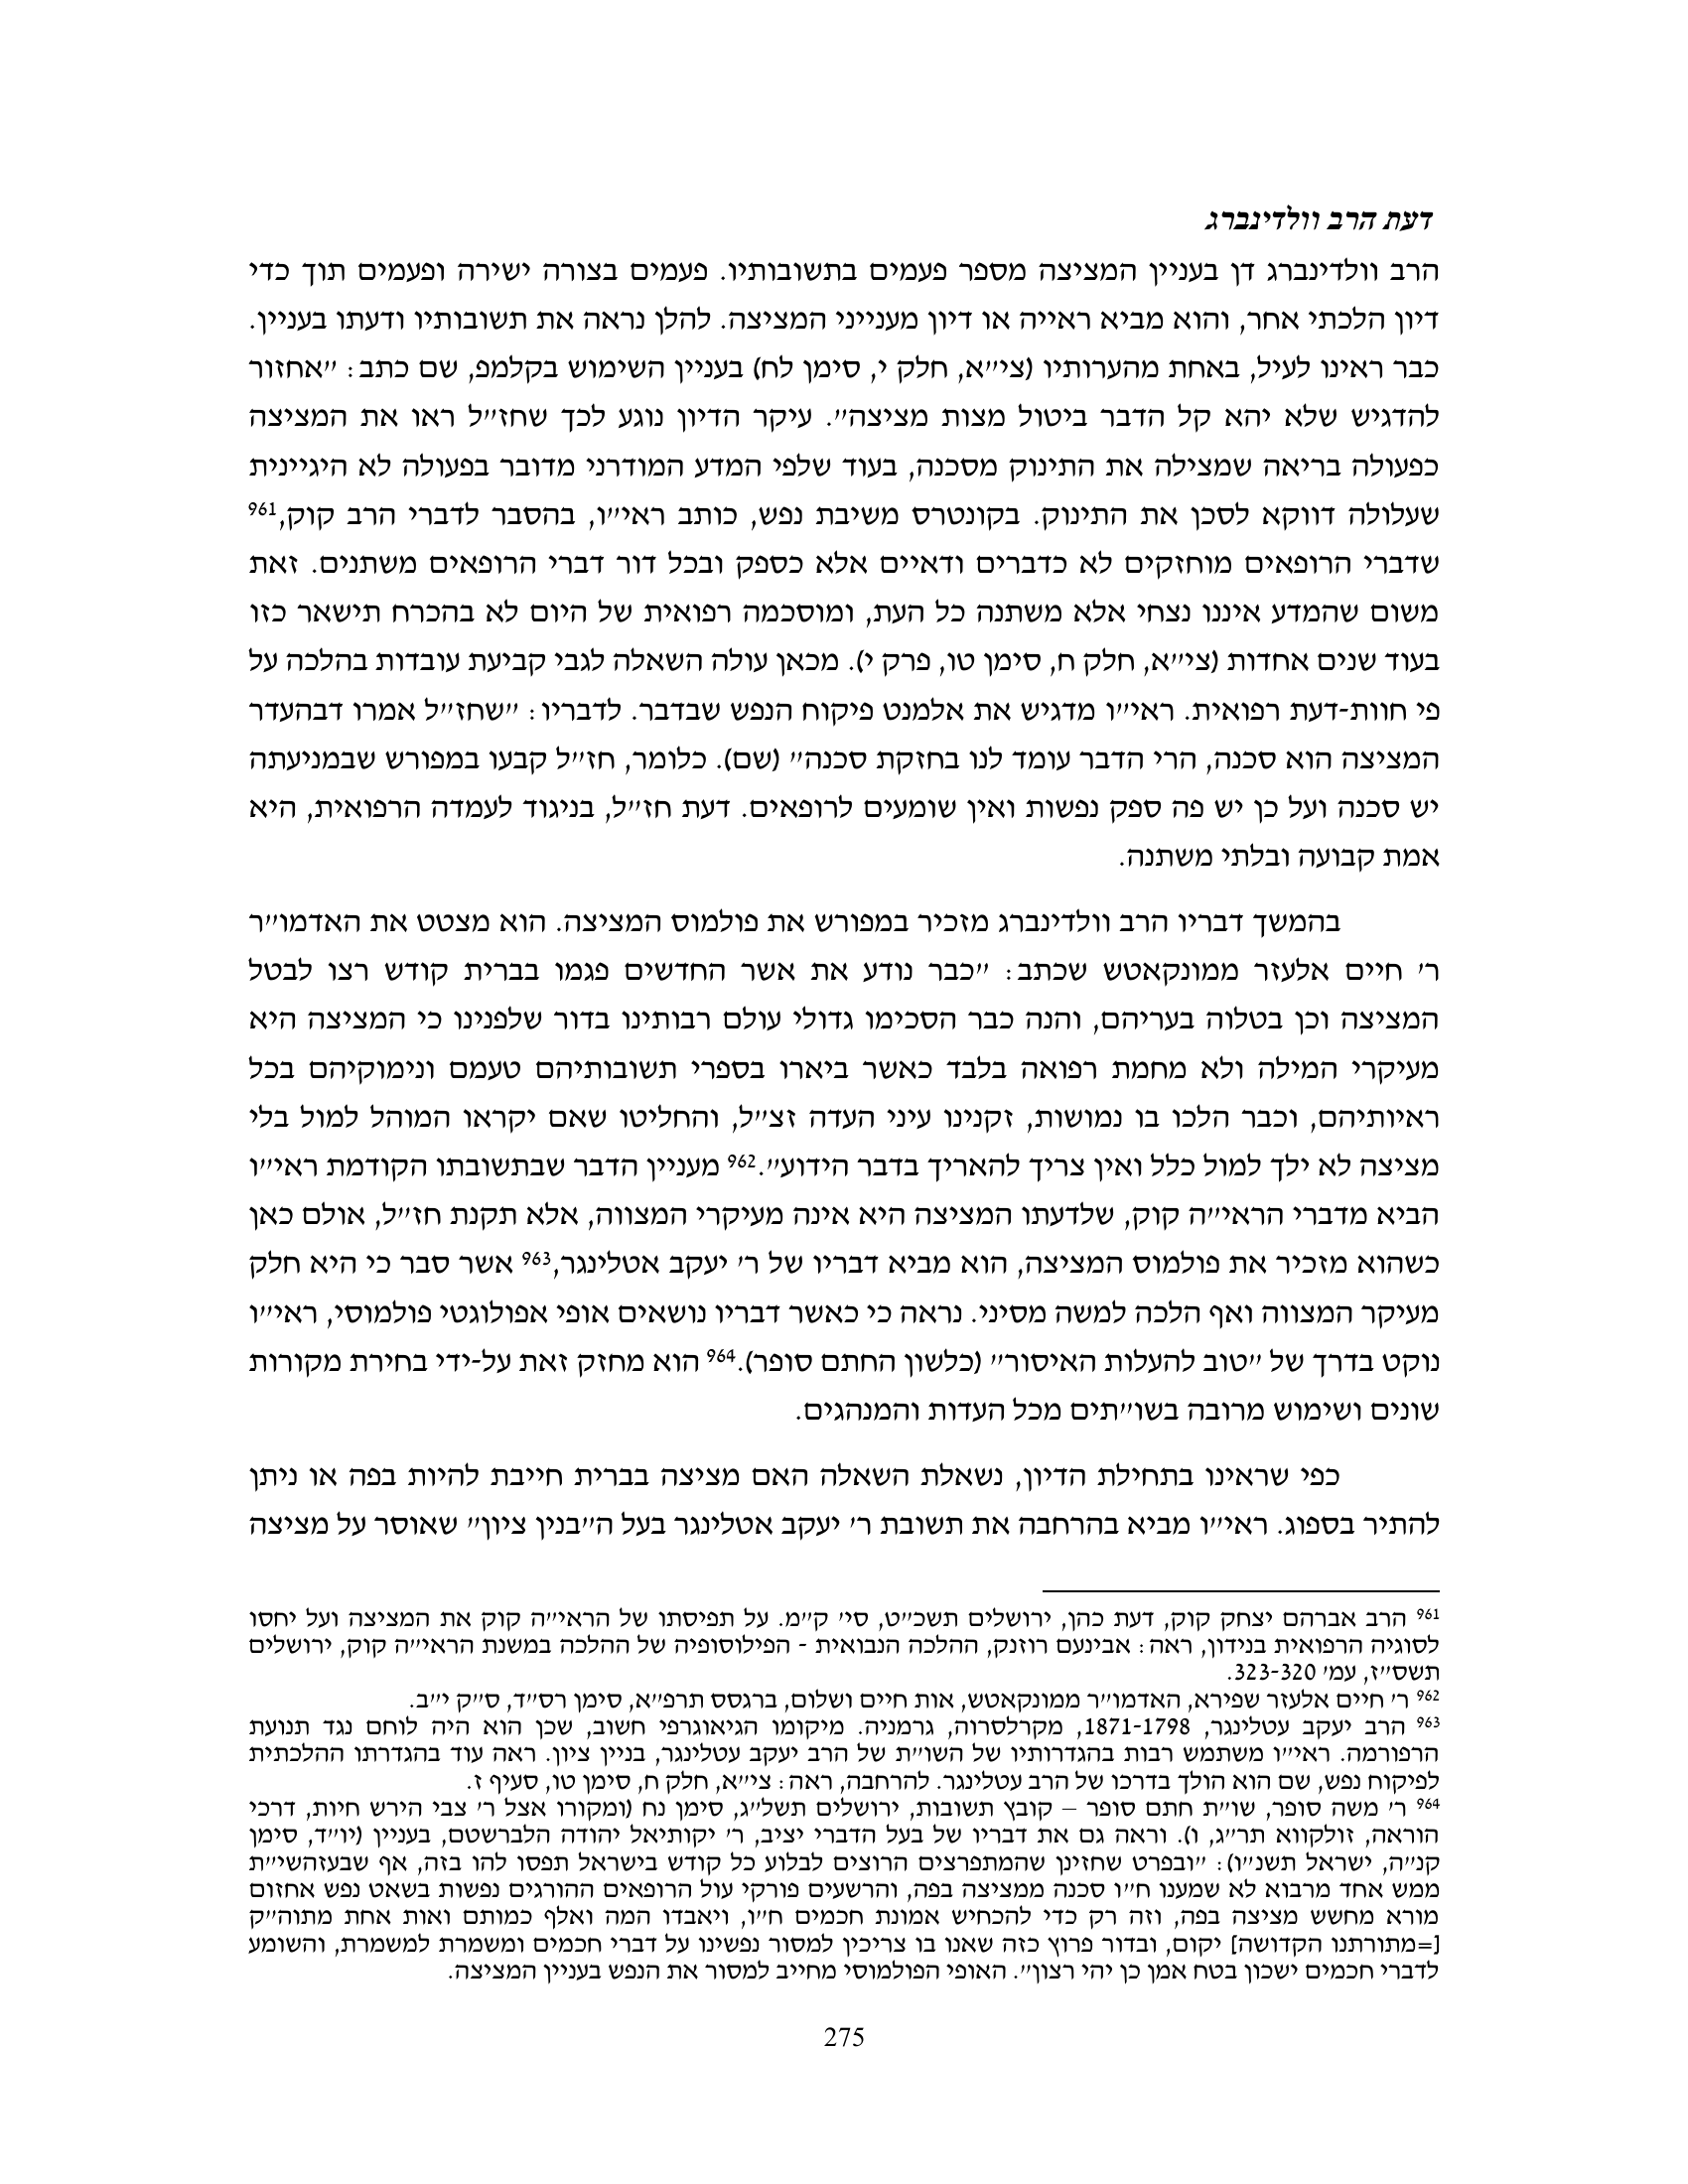 דעת הרב וולדינברג
הרב וולדינברג דן בעניין המציצה מספר פעמים בתשובותיו. פעמים בצורה ישירה ופעמים תוך כדי
דיון הלכתי אחר, והוא מביא ראייה או דיון מענייני המציצה. להלן נראה את תשובותיו ודעתו בעניין.
כבר ראינו לעיל, באחת מהערותיו (צי״א, חלק י, סימן לח) בעניין השימוש בקלמפ, שם כתב: ״אחזור
להדגיש שלא יהא קל הדבר ביטול מצות מציצה״. עיקר הדיון נוגע לכך שחז״ל ראו את המציצה
כפעולה בריאה שמצילה את התינוק מסכנה, בעוד שלפי המדע המודרני מדובר בפעולה לא היגיינית
שעלולה דווקא לסכן את התינוק. בקונטרס משיבת נפש, כותב ראי״ו, בהסבר לדברי הרב קוק,961
שדברי הרופאים מוחזקים לא כדברים ודאיים אלא כספק ובכל דור דברי הרופאים משתנים. זאת
משום שהמדע איננו נצחי אלא משתנה כל העת, ומוסכמה רפואית של היום לא בהכרח תישאר כזו
בעוד שנים אחדות (צי״א, חלק ח, סימן טו, פרק י). מכאן עולה השאלה לגבי קביעת עובדות בהלכה על
פי חוות-דעת רפואית. ראי״ו מדגיש את אלמנט פיקוח הנפש שבדבר. לדבריו: ״שחז״ל אמרו דבהעדר
המציצה הוא סכנה, הרי הדבר עומד לנו בחזקת סכנה״ (שם). כלומר, חז״ל קבעו במפורש שבמניעתה
יש סכנה ועל כן יש פה ספק נפשות ואין שומעים לרופאים. דעת חז״ל, בניגוד לעמדה הרפואית, היא
אמת קבועה ובלתי משתנה.
בהמשך דבריו הרב וולדינברג מזכיר במפורש את פולמוס המציצה. הוא מצטט את האדמו״ר
ר׳ חיים אלעזר ממונקאטש שכתב: ״כבר נודע את אשר החדשים פגמו בברית קודש רצו לבטל
המציצה וכן בטלוה בעריהם, והנה כבר הסכימו גדולי עולם רבותינו בדור שלפנינו כי המציצה היא
מעיקרי המילה ולא מחמת רפואה בלבד כאשר ביארו בספרי תשובותיהם טעמם ונימוקיהם בכל
ראיותיהם, וכבר הלכו בו נמושות, זקנינו עיני העדה זצ״ל, והחליטו שאם יקראו המוהל למול בלי
מציצה לא ילך למול כלל ואין צריך להאריך בדבר הידוע״.962 מעניין הדבר שבתשובתו הקודמת ראי״ו
הביא מדברי הראי״ה קוק, שלדעתו המציצה היא אינה מעיקרי המצווה, אלא תקנת חז״ל, אולם כאן
כשהוא מזכיר את פולמוס המציצה, הוא מביא דבריו של ר׳ יעקב אטלינגר,963 אשר סבר כי היא חלק
מעיקר המצווה ואף הלכה למשה מסיני. נראה כי כאשר דבריו נושאים אופי אפולוגטי פולמוסי, ראי״ו
נוקט בדרך של ״טוב להעלות האיסור״ (כלשון החתם סופר).964 הוא מחזק זאת על-ידי בחירת מקורות
שונים ושימוש מרובה בשו״תים מכל העדות והמנהגים.
כפי שראינו בתחילת הדיון, נשאלת השאלה האם מציצה בברית חייבת להיות בפה או ניתן
להתיר בספוג. ראי״ו מביא בהרחבה את תשובת ר׳ יעקב אטלינגר בעל ה״בנין ציון״ שאוסר על מציצה
961 הרב אברהם יצחק קוק, דעת כהן, ירושלים תשכ״ט, סי׳ ק״מ. על תפיסתו של הראי״ה קוק את המציצה ועל יחסו
לסוגיה הרפואית בנידון, ראה: אבינעם רוזנק, ההלכה הנבואית - הפילוסופיה של ההלכה במשנת הראי״ה קוק, ירושלים
תשס״ז, עמ׳ 323-320.
962 ר׳ חיים אלעזר שפירא, האדמו״ר ממונקאטש, אות חיים ושלום, ברגסס תרפ״א, סימן רס״ד, ס״ק י״ב.
963 הרב יעקב עטלינגר, 1871-1798, מקרלסרוה, גרמניה. מיקומו הגיאוגרפי חשוב, שכן הוא היה לוחם נגד תנועת
הרפורמה. ראי״ו משתמש רבות בהגדרותיו של השו״ת של הרב יעקב עטלינגר, בניין ציון. ראה עוד בהגדרתו ההלכתית
לפיקוח נפש, שם הוא הולך בדרכו של הרב עטלינגר. להרחבה, ראה: צי״א, חלק ח, סימן טו, סעיף ז.
964 ר׳ משה סופר, שו״ת חתם סופר – קובץ תשובות, ירושלים תשל״ג, סימן נח (ומקורו אצל ר׳ צבי הירש חיות, דרכי
הוראה, זולקווא תר״ג, ו). וראה גם את דבריו של בעל הדברי יציב, ר׳ יקותיאל יהודה הלברשטם, בעניין (יו״ד, סימן
קנ״ה, ישראל תשנ״ו): ״ובפרט שחזינן שהמתפרצים הרוצים לבלוע כל קודש בישראל תפסו להו בזה, אף שבעזהשי״ת
ממש אחד מרבוא לא שמענו ח״ו סכנה ממציצה בפה, והרשעים פורקי עול הרופאים ההורגים נפשות בשאט נפש אחזום
מורא מחשש מציצה בפה, וזה רק כדי להכחיש אמונת חכמים ח״ו, ויאבדו המה ואלף כמותם ואות אחת מתוה״ק
[=מתורתנו הקדושה] יקום, ובדור פרוץ כזה שאנו בו צריכין למסור נפשינו על דברי חכמים ומשמרת למשמרת, והשומע
לדברי חכמים ישכון בטח אמן כן יהי רצון״. האופי הפולמוסי מחייב למסור את הנפש בעניין המציצה.
275